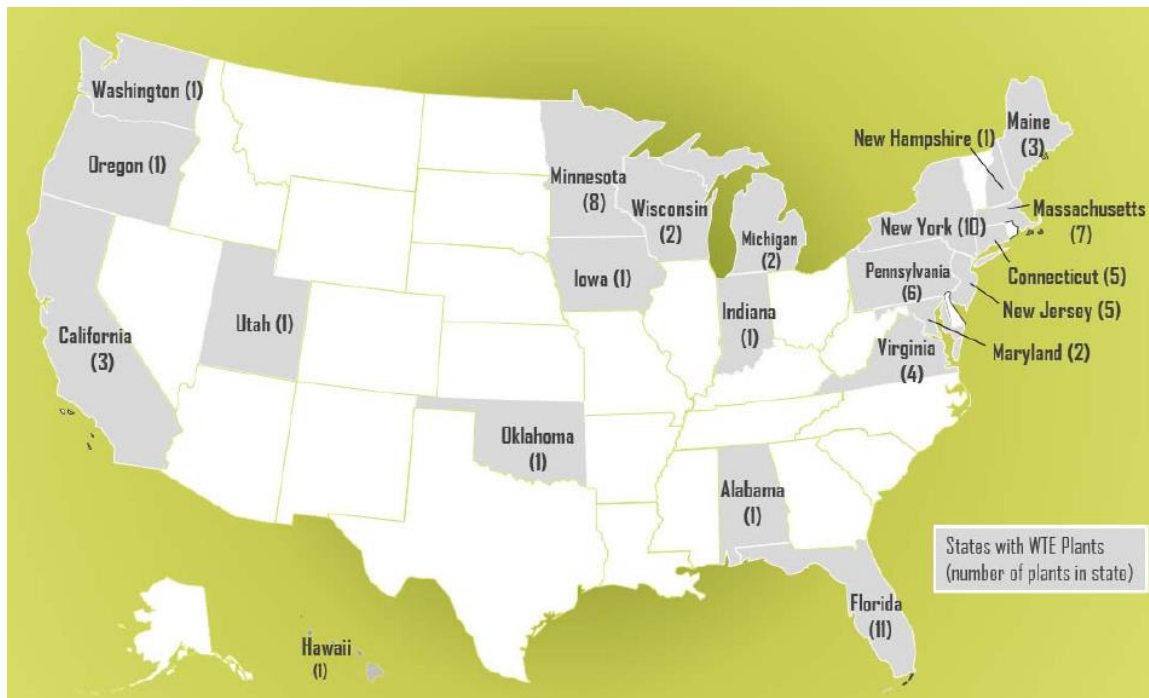 Washington (1)
Oregon (1)
California
(3)
Utah (1)
Minnesota
(8)
Wisconsin
(2)
Michigan
(2)
Iowa (1)
Indiana
(1)
Oklahoma
(1)
Alabama
(1)
Florida
(11)
Hawaii
(1)
Maine
(3)
New Hampshire (1)
Massachusetts
(7)
New York (10)
Connecticut (5)
Pennsylvania
(6)
New Jersey (5)
Maryland (2)
Virginia
(4)
States with WTE Plants
(number of plants in state)